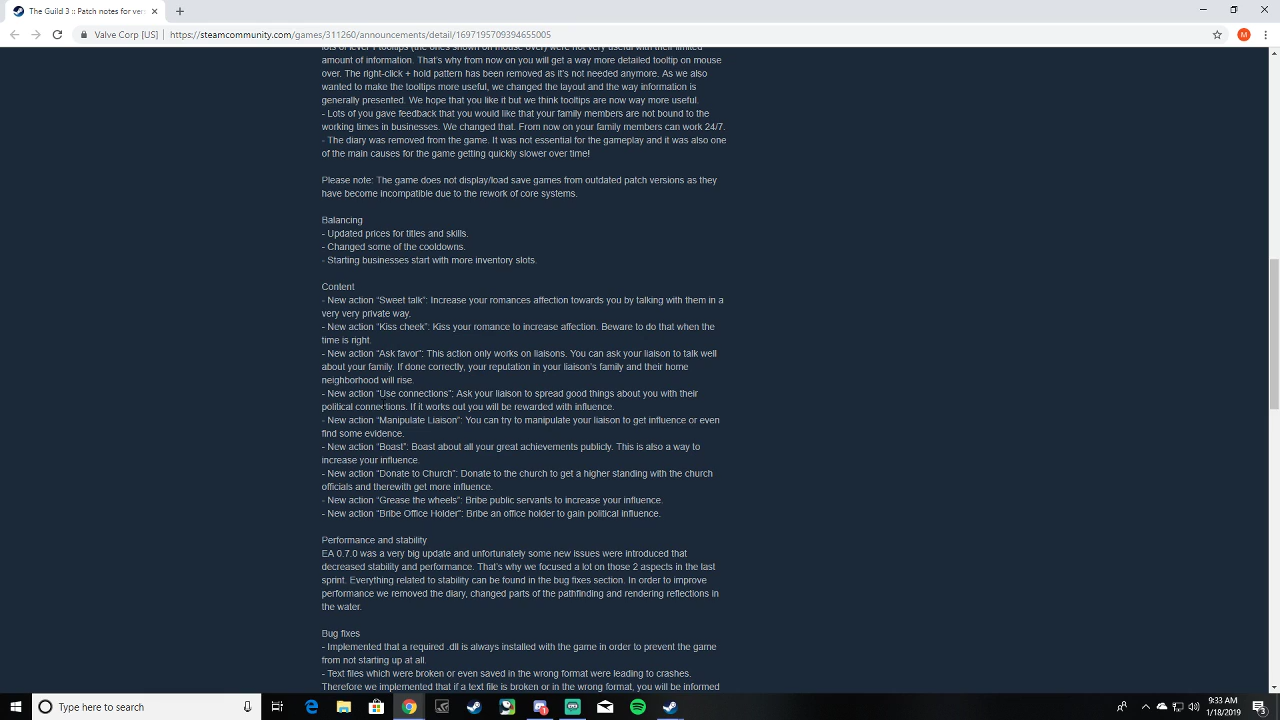 The Guild 3 :: Patch notes for ver
Valve Corp [US] | https://steamcommunity.com/games/311260/announcements/detail/1697195709394655005
M
lots of level 1 tooltips (the ones shown on mouse over) were not very useful with their limited
amount of information. That's why from now on you will get a way more detailed tooltip on mouse
over. The right-click + hold pattern has been removed as it's not needed anymore. As we also
wanted to make the tooltips more useful, we changed the layout and the way information is
generally presented. We hope that you like it but we think tooltips are now way more useful.
- Lots of you gave feedback that you would like that your family members are not bound to the
working times in businesses. We changed that. From now on your family members can work 24/7.
- The diary was removed from the game. It was not essential for the gameplay and it was also one
of the main causes for the game getting quickly slower over time!
Please note: The game does not display/load save games from outdated patch versions as they
have become incompatible due to the rework of core systems.
Balancing
- Updated prices for titles and skills.
- Changed some of the cooldowns.
- Starting businesses start with more inventory slots.
Content
- New action “Sweet talk”: Increase your romances affection towards you by talking with them in a
very very private way.
- New action “Kiss cheek”: Kiss your romance to increase affection. Beware to do that when the
time is right.
- New action “Ask favor”: This action only works on liaisons. You can ask your liaison to talk well
about your family. If done correctly, your reputation in your liaison's family and their home
neighborhood will rise.
- New action “Use connections”: Ask your liaison to spread good things about you with their
political connections. If it works out you will be rewarded with influence.
- New action “Manipulate Liaison”: You can try to manipulate your liaison to get influence or even
find some evidence.
- New action “Boast”: Boast about all your great achievements publicly. This is also a way to
increase your influence.
- New action “Donate to Church”: Donate to the church to get a higher standing with the church
officials and therewith get more influence.
- New action “Grease the wheels”: Bribe public servants to increase your influence.
- New action “Bribe Office Holder”: Bribe an office holder to gain political influence.
Performance and stability
EA 0.7.0 was a very big update and unfortunately some new issues were introduced that
decreased stability and performance. That's why we focused a lot on those 2 aspects in the last
sprint. Everything related to stability can be found in the bug fixes section. In order to improve
performance we removed the diary, changed parts of the pathfinding and rendering reflections in
the water.
Bug fixes
- Implemented that a required .dll is always installed with the game in order to prevent the game
from not starting up at all.
- Text files which were broken or even saved in the wrong format were leading to crashes.
Therefore we implemented that if a text file is broken or in the wrong format, you will be informed
Type here to search
9:33 AM
1/18/2019